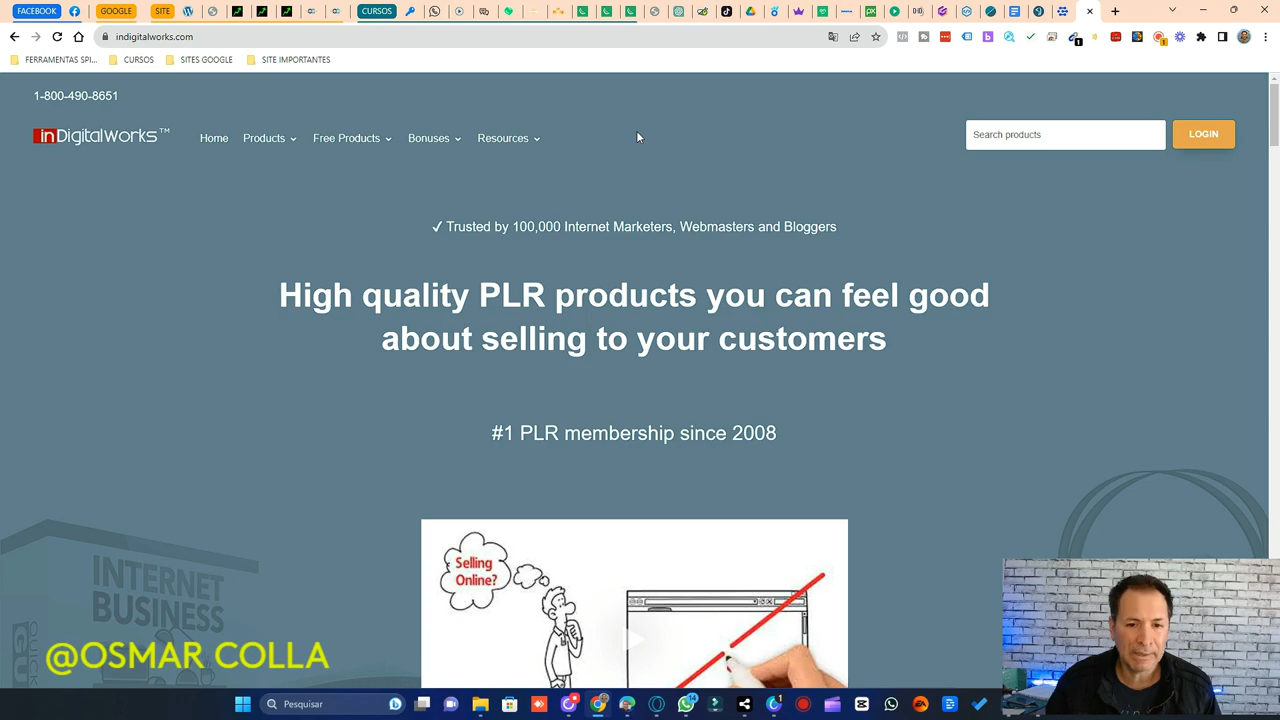 FACEBOOK
GOOGLE
SITE
CURSOS
indigitalworks.com
FERRAMENTAS SPI...
CURSOS
SITES GOOGLE
SITE IMPORTANTES
1-800-490-8651
inDigitalWorks™
Home
Products
Free Products
Bonuses
Resources
Search products
LOGIN
✓ Trusted by 100,000 Internet Marketers, Webmasters and Bloggers
High quality PLR products you can feel good
about selling to your customers
#1 PLR membership since 2008
Selling
Online?
INTERNET
BUSINESS
@OSMAR COLLA
Pesquisar
14